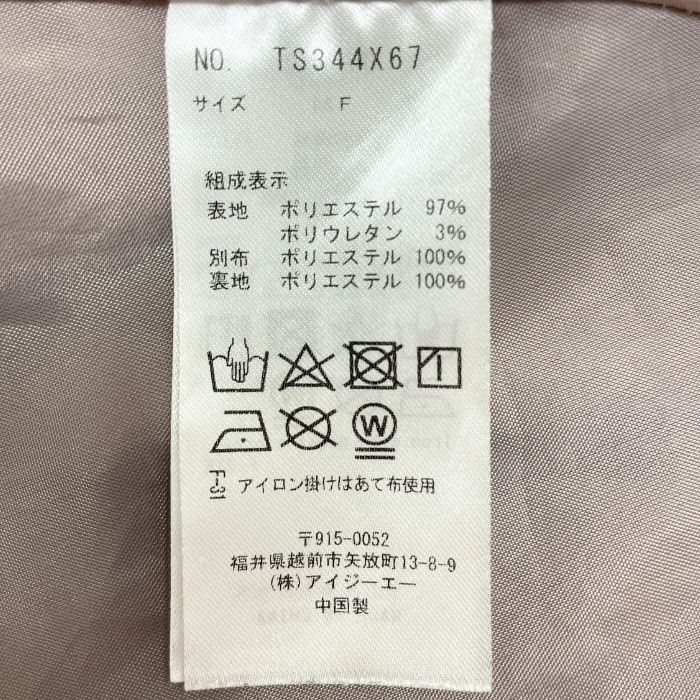 NO. TS344X67
サイズ F
組成表示
表地 ポリエステル 97%
ポリウレタン 3%
別布 ポリエステル 100%
裏地 ポリエステル 100%
W
F-31 アイロン掛けはあて布使用
〒915-0052
福井県越前市矢放町13-8-9
(株)アイジーエー
中国製